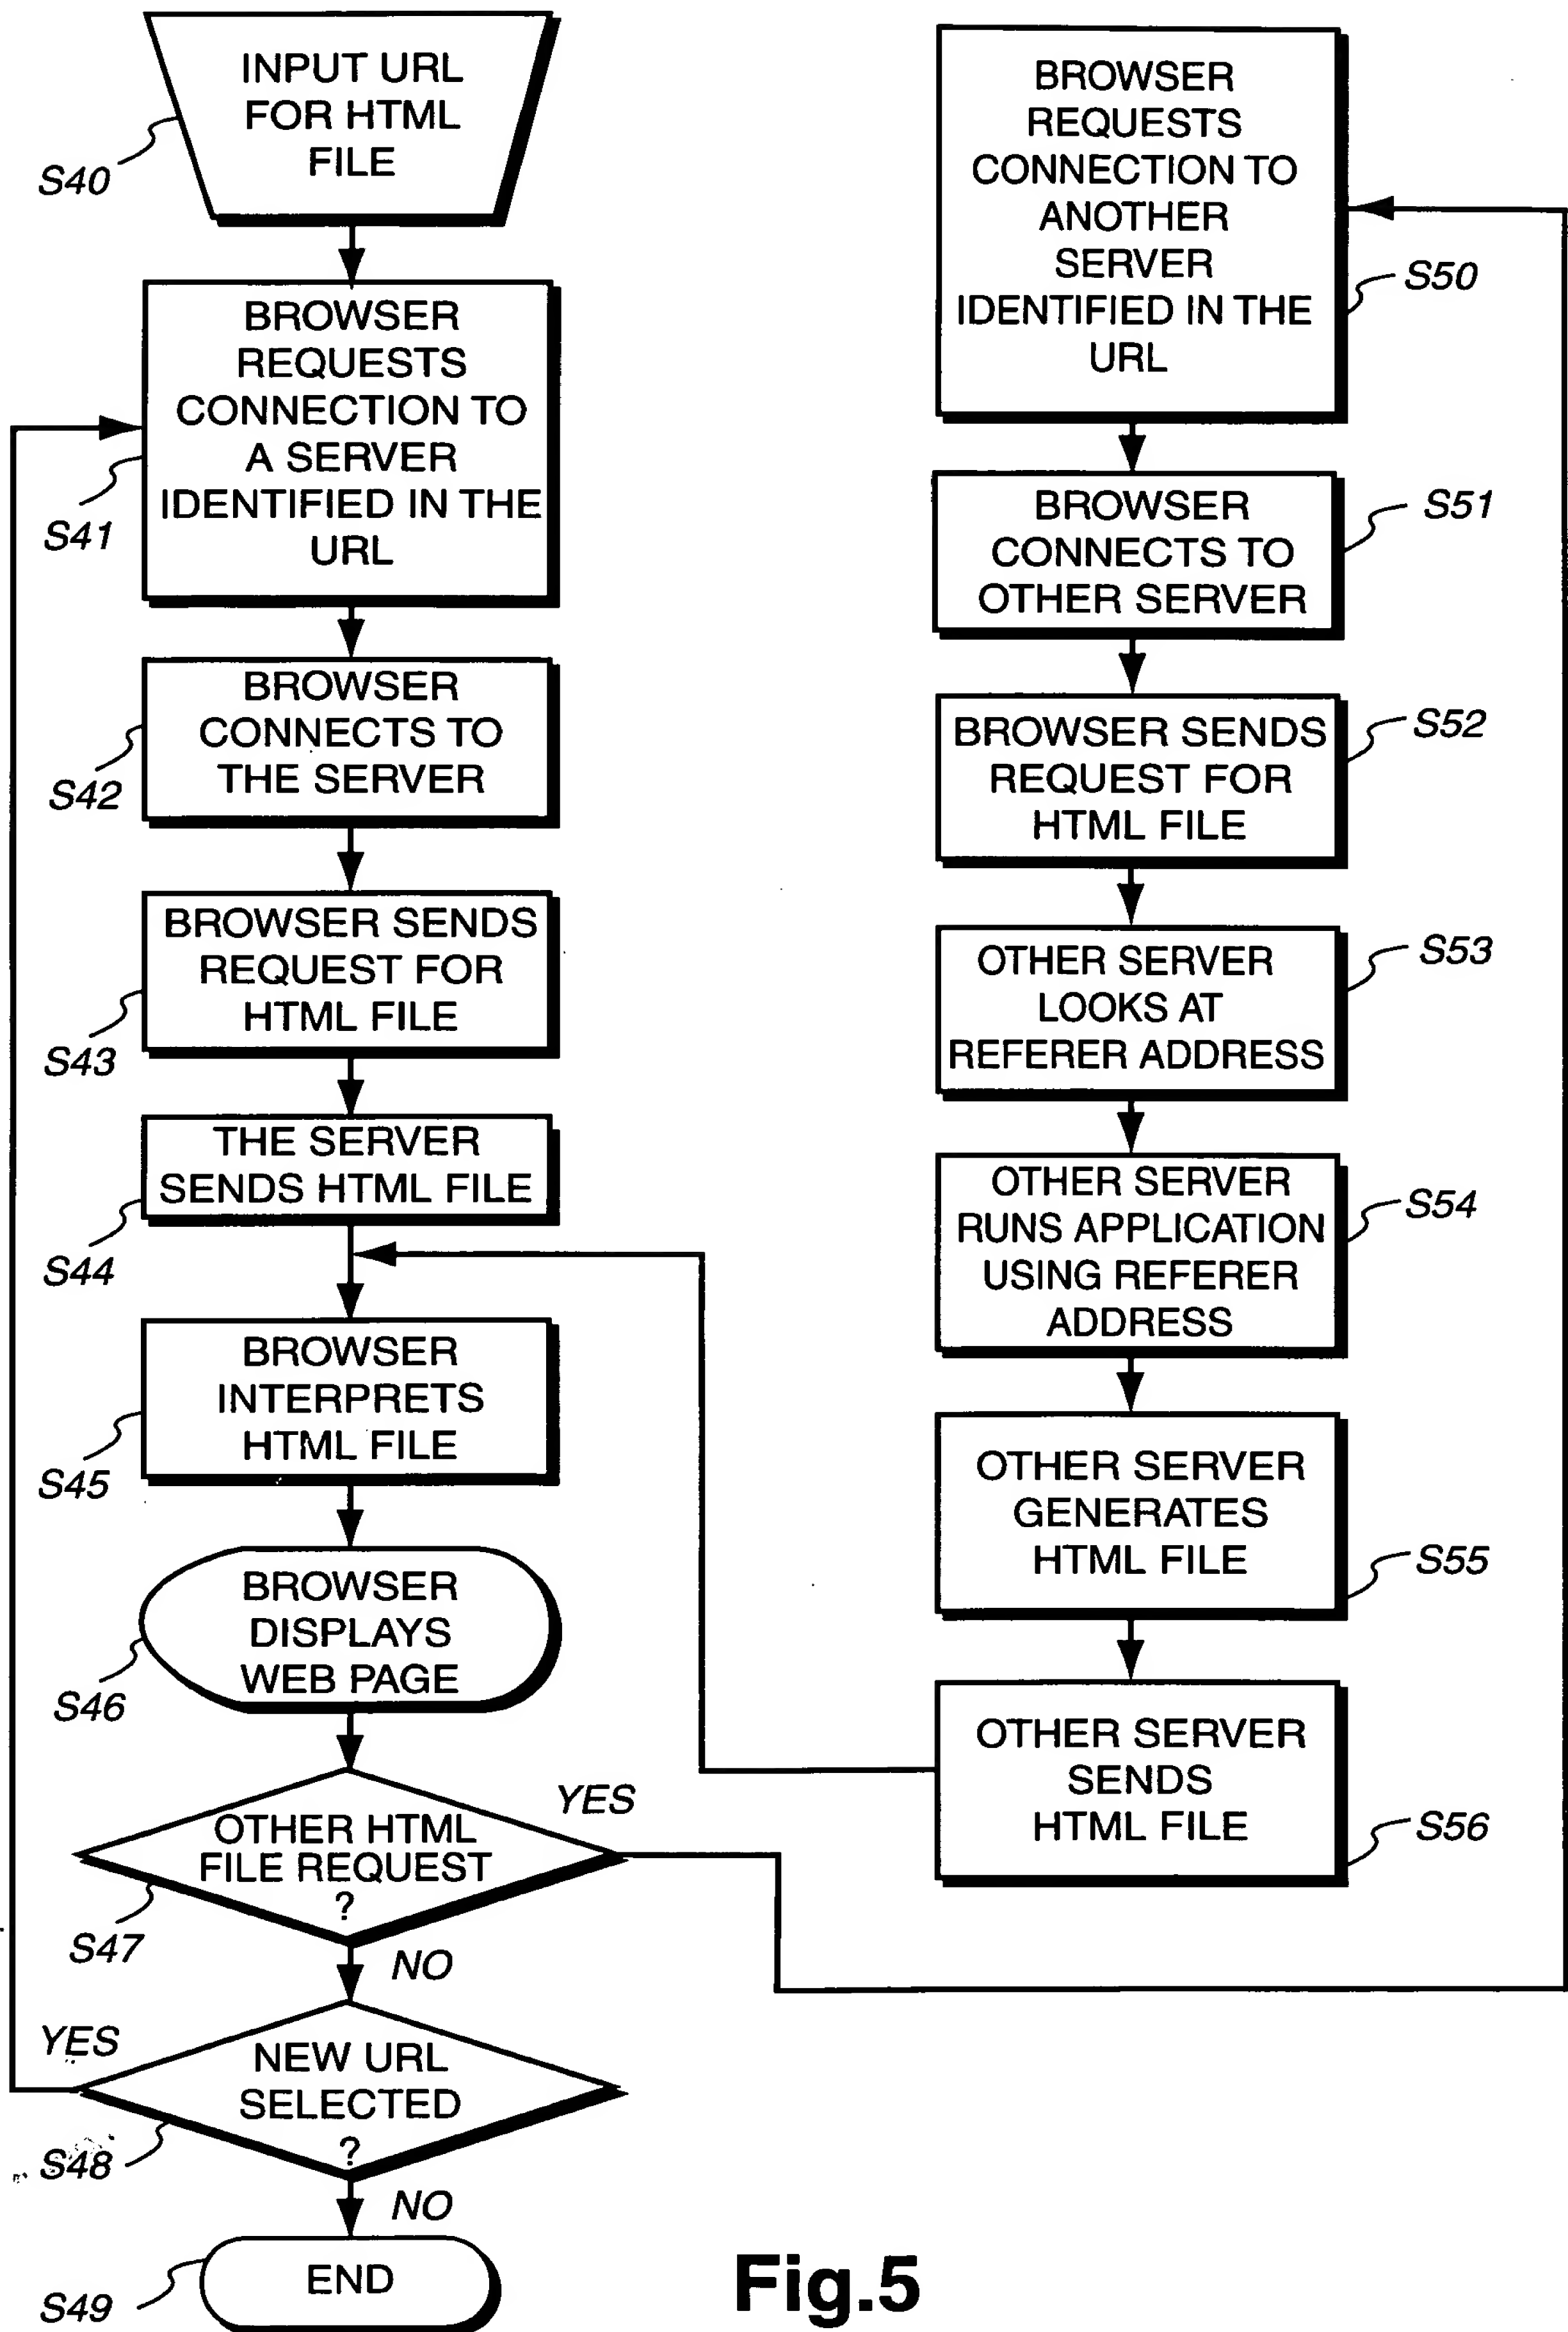 INPUT URL
FOR HTML
FILE
S40
BROWSER
REQUESTS
CONNECTION TO
A SERVER
IDENTIFIED IN THE
URL
S41
BROWSER
CONNECTS TO
THE SERVER
S42
BROWSER SENDS
REQUEST FOR
HTML FILE
S43
THE SERVER
SENDS HTML FILE
S44
BROWSER
INTERPRETS
HTML FILE
S45
BROWSER
DISPLAYS
WEB PAGE
S46
OTHER HTML
FILE REQUEST
?
YES
S47
NO
NEW URL
SELECTED
?
YES
S48
NO
END
S49
BROWSER
REQUESTS
CONNECTION TO
ANOTHER
SERVER
IDENTIFIED IN THE
URL
S50
BROWSER
CONNECTS TO
OTHER SERVER
S51
BROWSER SENDS
REQUEST FOR
HTML FILE
S52
OTHER SERVER
LOOKS AT
REFERER ADDRESS
S53
OTHER SERVER
RUNS APPLICATION
USING REFERER
ADDRESS
S54
OTHER SERVER
GENERATES
HTML FILE
S55
OTHER SERVER
SENDS
HTML FILE
S56
Fig.5